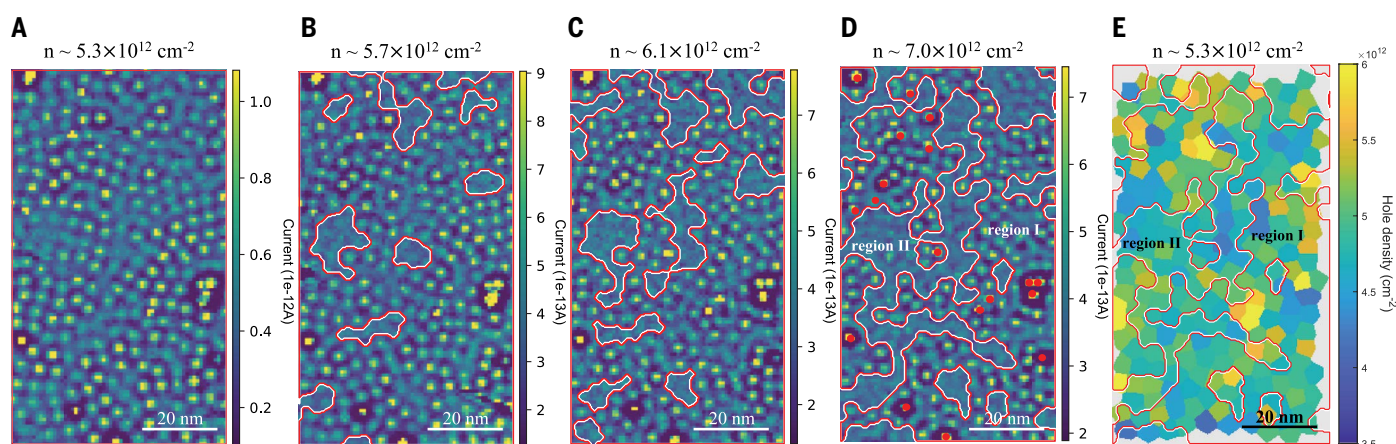 A
B
C
D
E
n ~ 5.3×10¹² cm⁻²
n ~ 5.7×10¹² cm⁻²
n ~ 6.1×10¹² cm⁻²
n ~ 7.0×10¹² cm⁻²
n ~ 5.3×10¹² cm⁻²
1.0
0.8
0.6
0.4
0.2
Current (1e-12A)
20 nm
9
8
7
6
5
4
3
2
Current (1e-13A)
20 nm
7
6
5
4
3
2
Current (1e-13A)
20 nm
region I
region II
7
6
5
4
3
2
Current (1e-13A)
20 nm
region II
region I
20 nm
×10¹²
6
5.5
5
4.5
4
3.5
Hole density (cm⁻²)